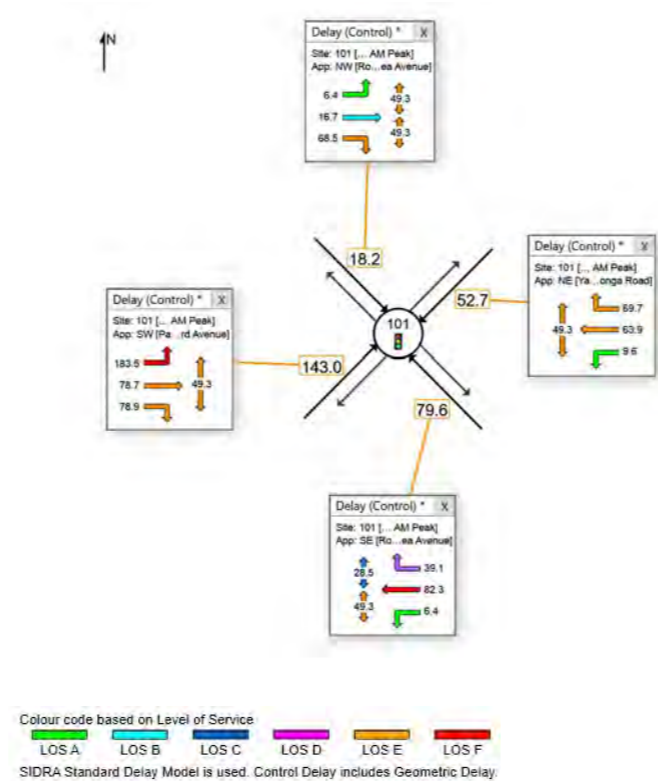 N
Delay (Control) * X
Site: 101 [... AM Peak]
App: NW [Ro...ea Avenue]
6.4
49.3
16.7
49.3
68.5
18.2
Delay (Control) * X
Site: 101 [... AM Peak]
App: NE [Ya...onga Road]
69.7
49.3
63.9
9.6
52.7
101
Delay (Control) * X
Site: 101 [... AM Peak]
App: SW [Pa...rd Avenue]
183.5
78.7
49.3
78.9
143.0
79.6
Delay (Control) * X
Site: 101 [... AM Peak]
App: SE [Ro...ea Avenue]
28.5
39.1
82.3
49.3
6.4
Colour code based on Level of Service
LOS A LOS B LOS C LOS D LOS E LOS F
SIDRA Standard Delay Model is used. Control Delay includes Geometric Delay.